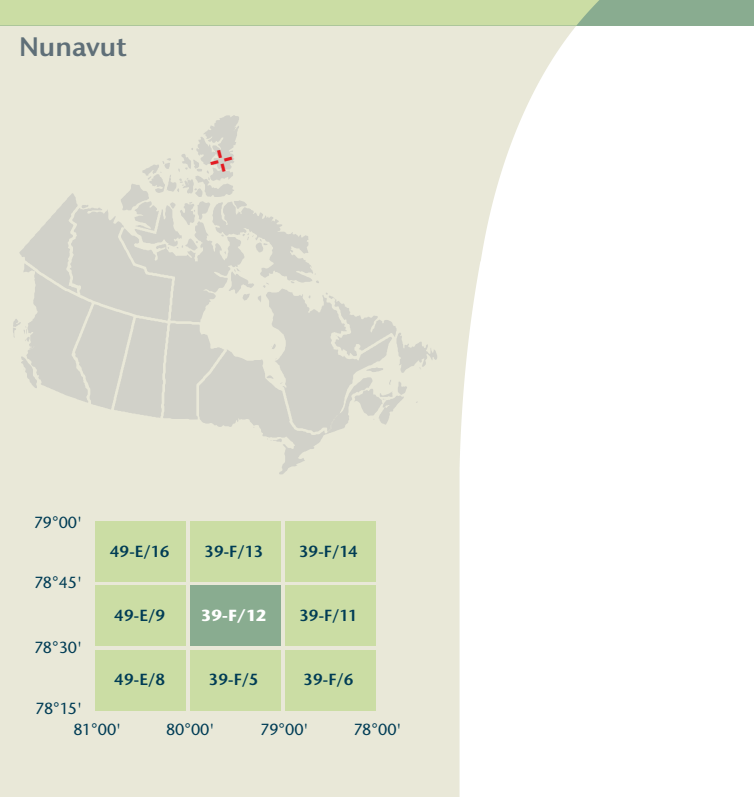 Nunavut
79°00'
49-E/16 39-F/13 39-F/14
78°45'
49-E/9 39-F/12 39-F/11
78°30'
49-E/8 39-F/5 39-F/6
78°15'
81°00' 80°00' 79°00' 78°00'